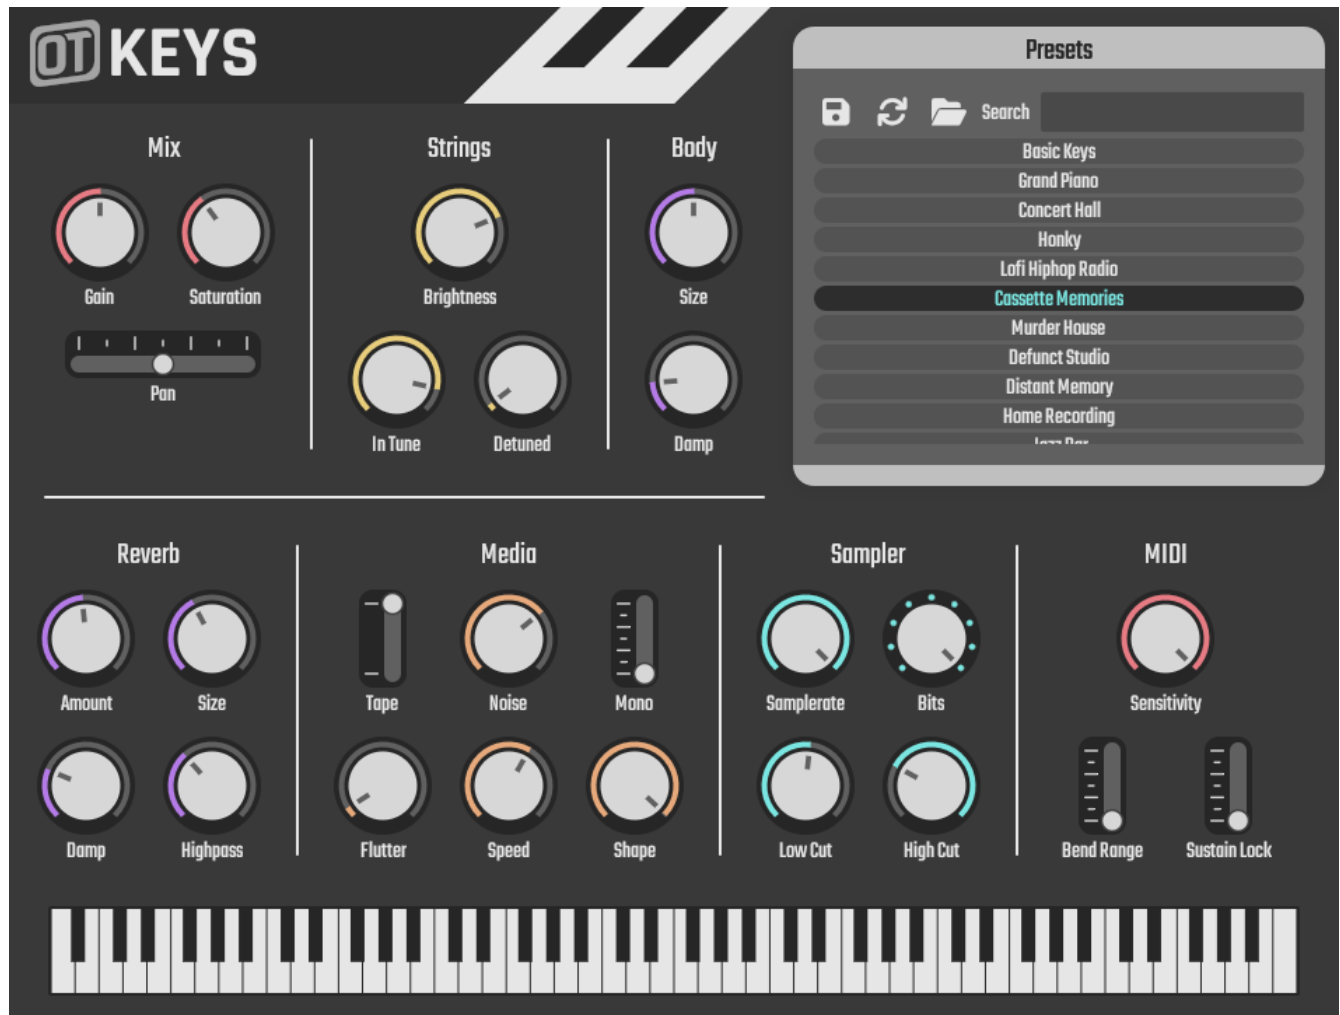 OT KEYS
Presets
Search
Basic Keys
Grand Piano
Concert Hall
Honky
Lofi Hiphop Radio
Cassette Memories
Murder House
Defunct Studio
Distant Memory
Home Recording
Mix
Strings
Body
Gain
Saturation
Brightness
Size
Pan
In Tune
Detuned
Damp
Reverb
Media
Sampler
MIDI
Amount
Size
Tape
Noise
Mono
Samplerate
Bits
Sensitivity
Damp
Highpass
Flutter
Speed
Shape
Low Cut
High Cut
Bend Range
Sustain Lock